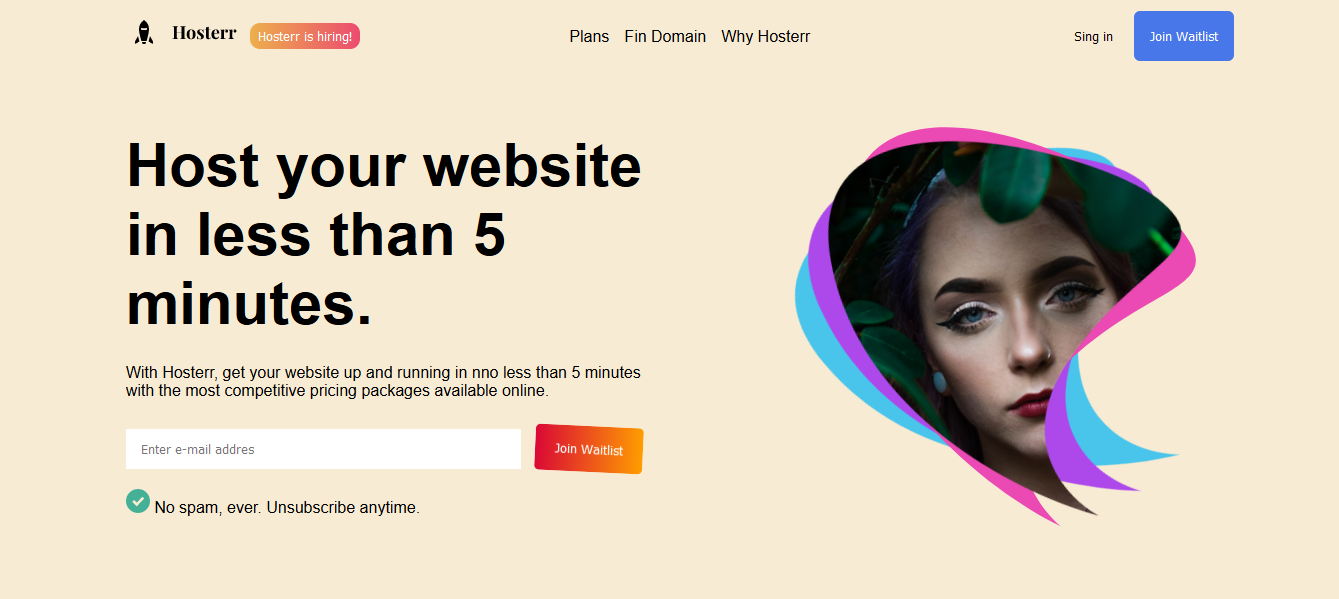 Hosterr
Hosterr is hiring!
Plans
Fin Domain
Why Hosterr
Sing in
Join Waitlist
Host your website
in less than 5
minutes.
With Hosterr, get your website up and running in nno less than 5 minutes
with the most competitive pricing packages available online.
Enter e-mail addres
Join Waitlist
No spam, ever. Unsubscribe anytime.